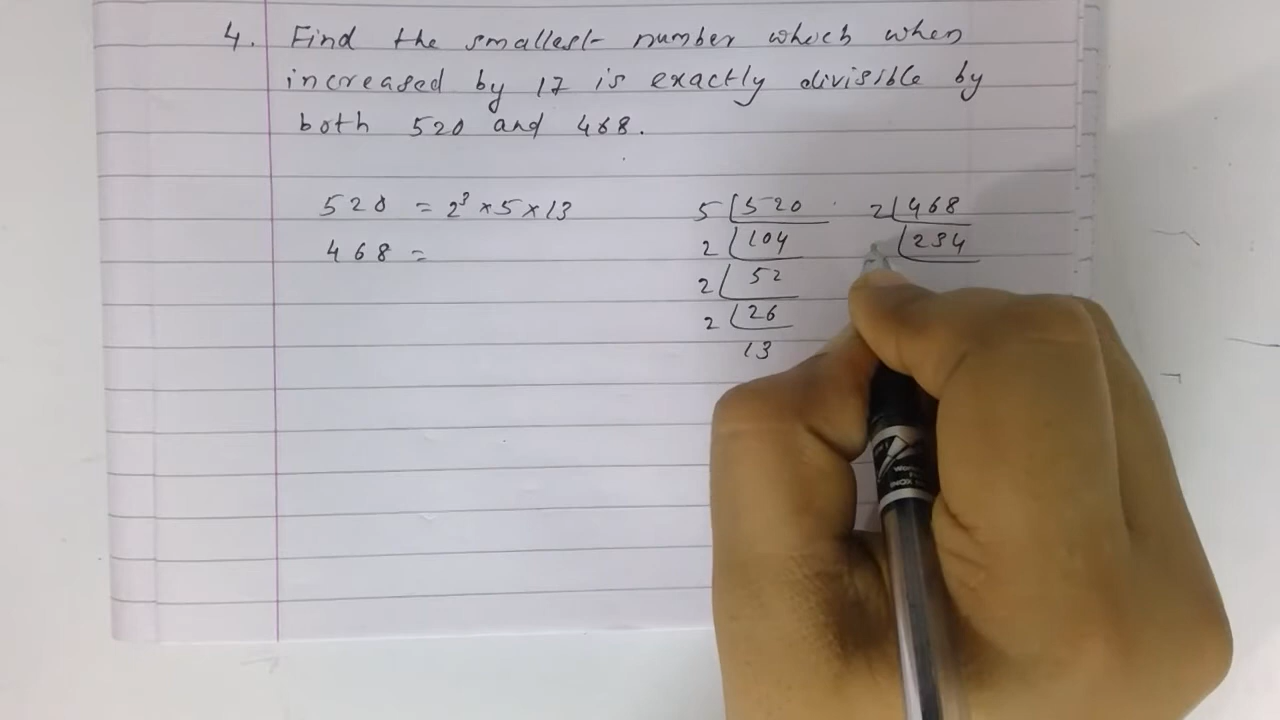 4. Find the smallest number which when
increased by 17 is exactly divisible by
both 520 and 468.
520 = 2³ × 5 × 13
468 =
5 520
2 104
2 52
2 26
13
2 468
234